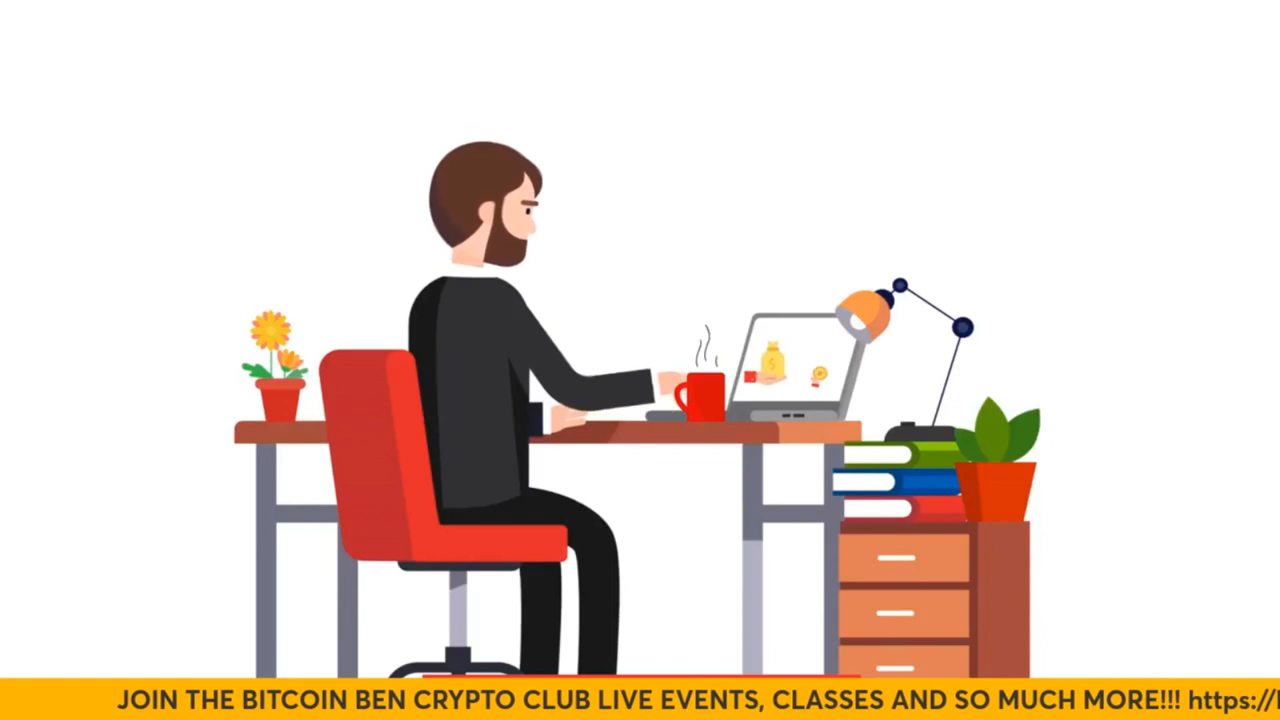 JOIN THE BITCOIN BEN CRYPTO CLUB LIVE EVENTS, CLASSES AND SO MUCH MORE!!! https://